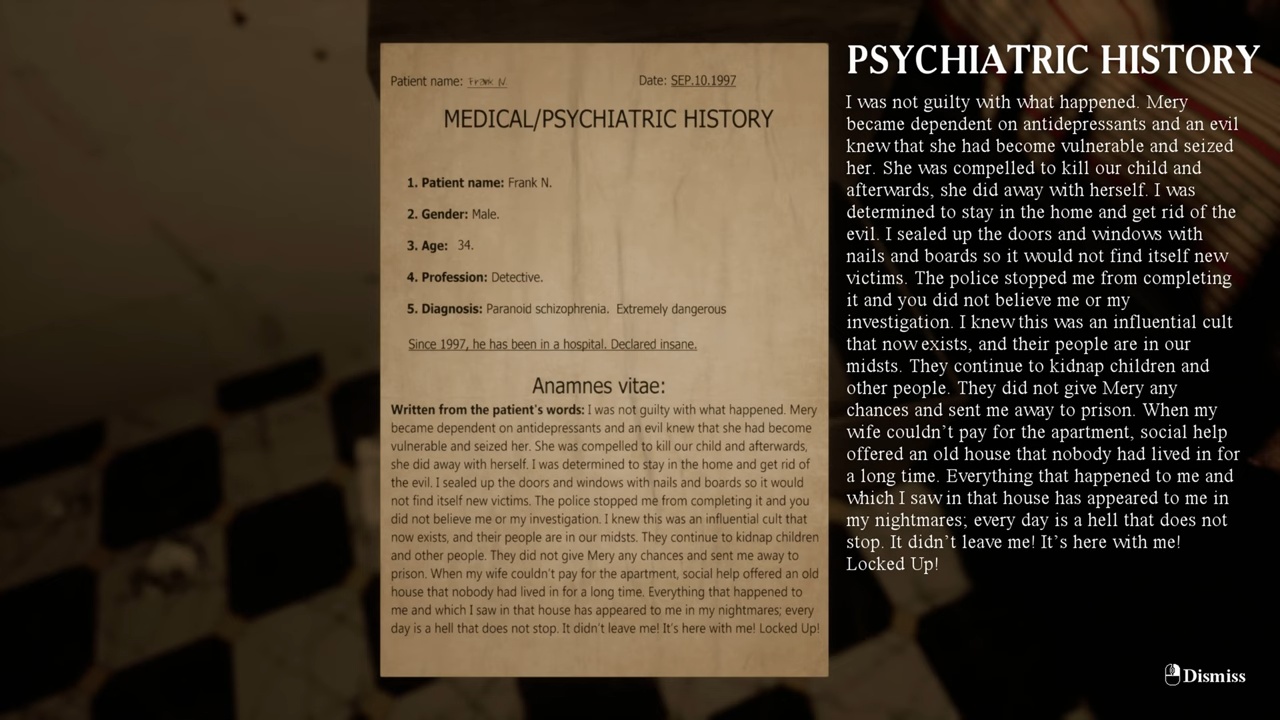 Patient name: Frank N.
Date: SEP.10.1997
MEDICAL/PSYCHIATRIC HISTORY
1. Patient name: Frank N.
2. Gender: Male.
3. Age: 34.
4. Profession: Detective.
5. Diagnosis: Paranoid schizophrenia. Extremely dangerous
Since 1997, he has been in a hospital. Declared insane.
Anamnes vitae:
Written from the patient's words: I was not guilty with what happened. Mery
became dependent on antidepressants and an evil knew that she had become
vulnerable and seized her. She was compelled to kill our child and afterwards,
she did away with herself. I was determined to stay in the home and get rid of
the evil. I sealed up the doors and windows with nails and boards so it would
not find itself new victims. The police stopped me from completing it and you
did not believe me or my investigation. I knew this was an influential cult that
now exists, and their people are in our midsts. They continue to kidnap children
and other people. They did not give Mery any chances and sent me away to
prison. When my wife couldn't pay for the apartment, social help offered an old
house that nobody had lived in for a long time. Everything that happened to
me and which I saw in that house has appeared to me in my nightmares; every
day is a hell that does not stop. It didn't leave me! It's here with me! Locked Up!
PSYCHIATRIC HISTORY
I was not guilty with what happened. Mery
became dependent on antidepressants and an evil
knew that she had become vulnerable and seized
her. She was compelled to kill our child and
afterwards, she did away with herself. I was
determined to stay in the home and get rid of the
evil. I sealed up the doors and windows with
nails and boards so it would not find itself new
victims. The police stopped me from completing
it and you did not believe me or my
investigation. I knew this was an influential cult
that now exists, and their people are in our
midsts. They continue to kidnap children and
other people. They did not give Mery any
chances and sent me away to prison. When my
wife couldn't pay for the apartment, social help
offered an old house that nobody had lived in for
a long time. Everything that happened to me and
which I saw in that house has appeared to me in
my nightmares; every day is a hell that does not
stop. It didn't leave me! It's here with me!
Locked Up!
Dismiss